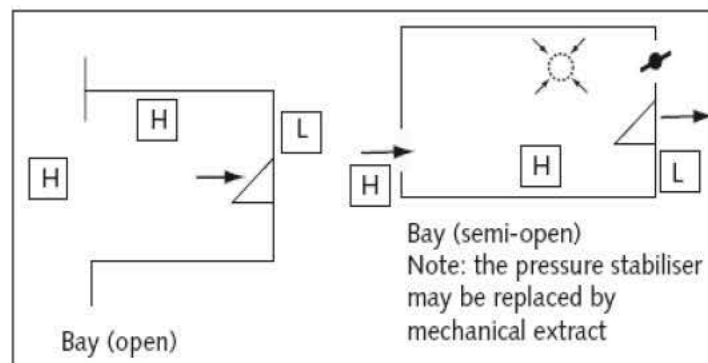 H
L
H
Bay (open)
H
H
L
Bay (semi-open)
Note: the pressure stabiliser
may be replaced by
mechanical extract